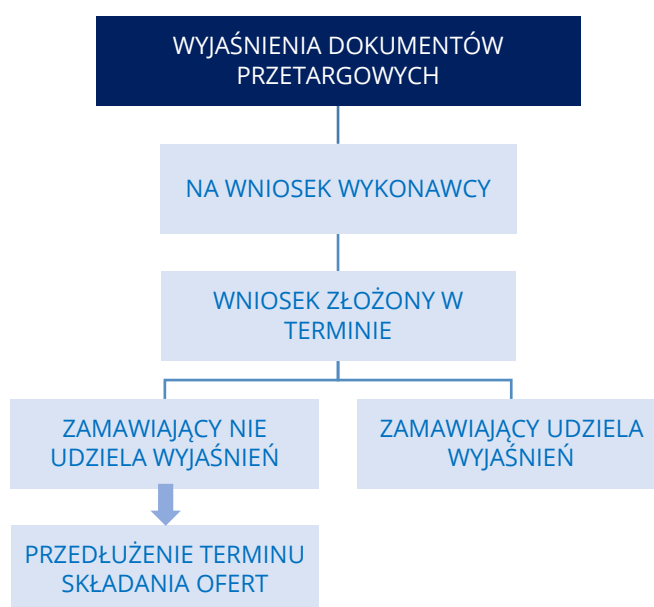 WYJAŚNIENIA DOKUMENTÓW
PRZETARGOWYCH
NA WNIOSEK WYKONAWCY
WNIOSEK ZŁOŻONY W
TERMINIE
ZAMAWIAJĄCY NIE
UDZIELA WYJAŚNIEŃ
ZAMAWIAJĄCY UDZIELA
WYJAŚNIEŃ
PRZEDŁUŻENIE TERMINU
SKŁADANIA OFERT